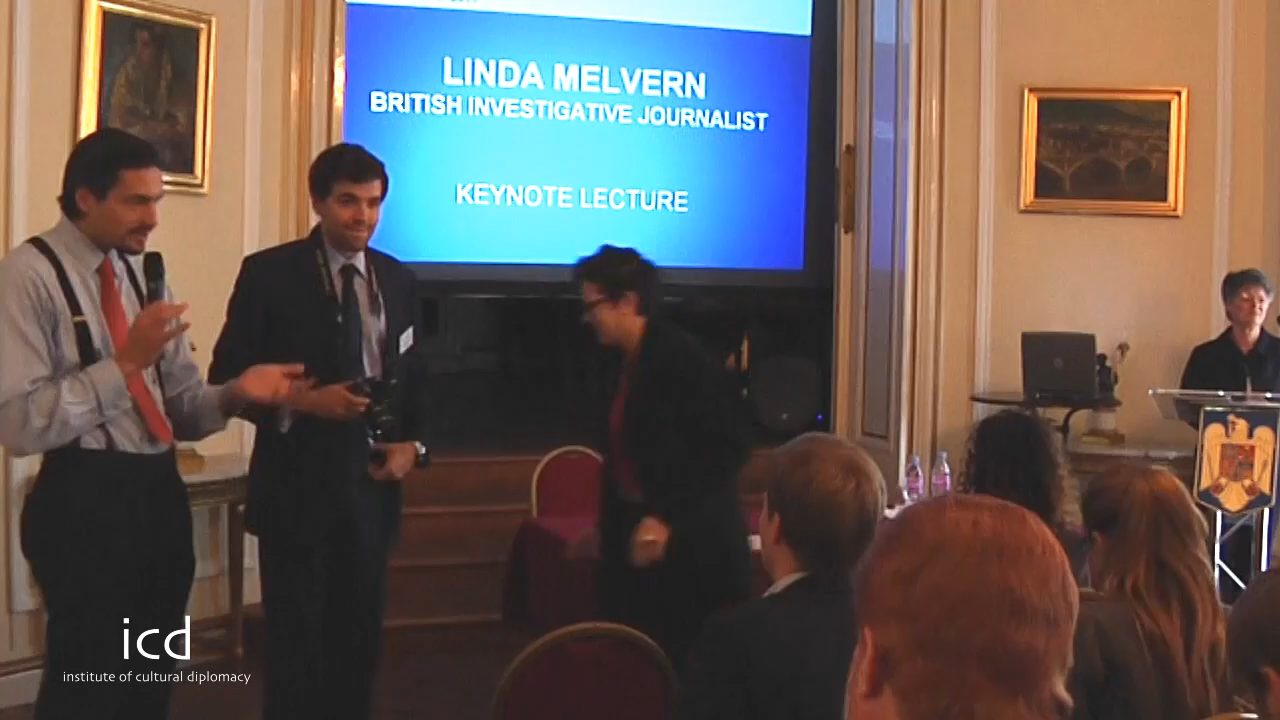 LINDA MELVERN
BRITISH INVESTIGATIVE JOURNALIST
KEYNOTE LECTURE
icd
institute of cultural diplomacy